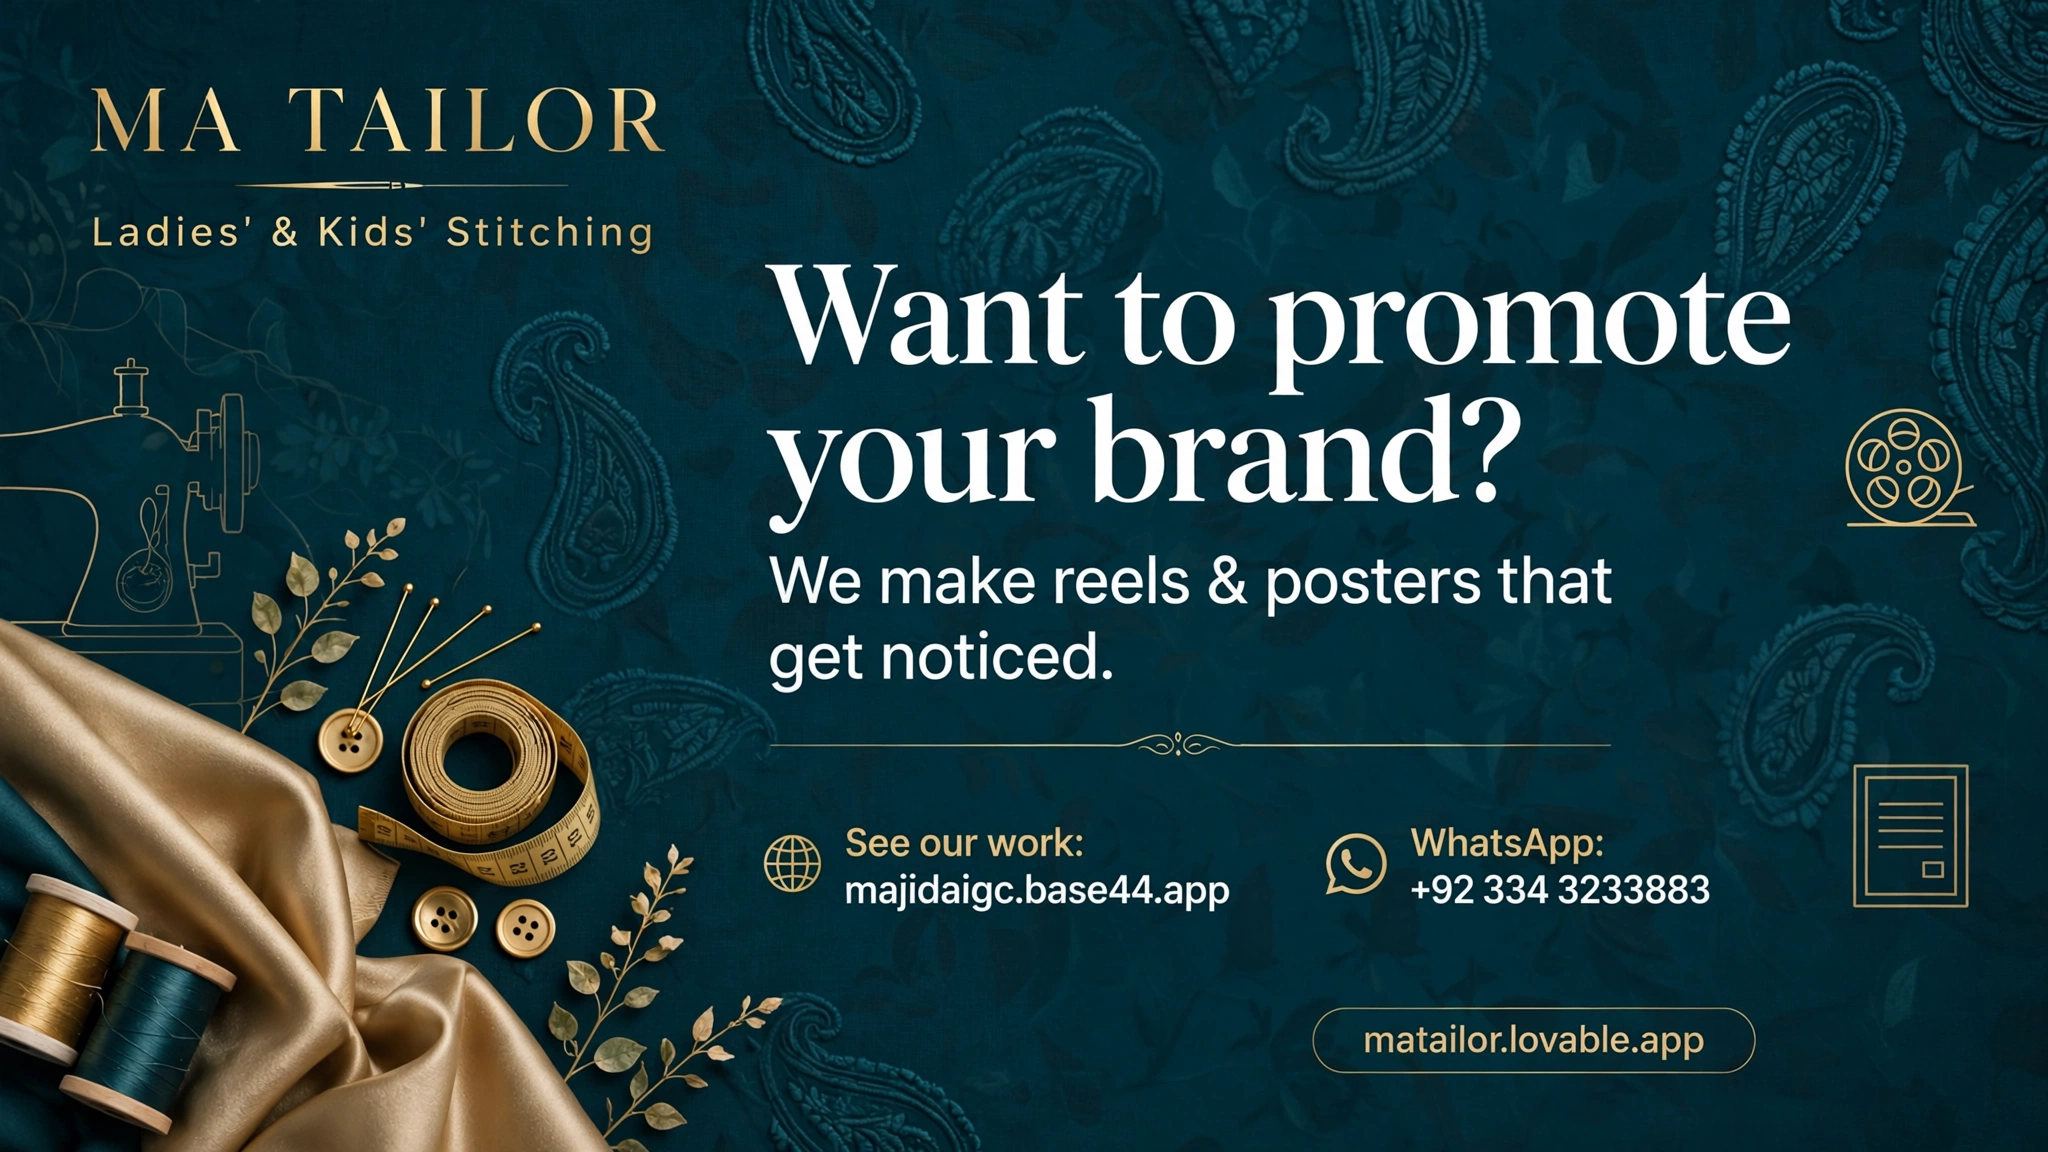 MA TAILOR
Ladies' & Kids' Stitching
Want to promote
your brand?
We make reels & posters that
get noticed.
See our work:
majidaigc.base44.app
WhatsApp:
+92 334 3233883
matailor.lovable.app